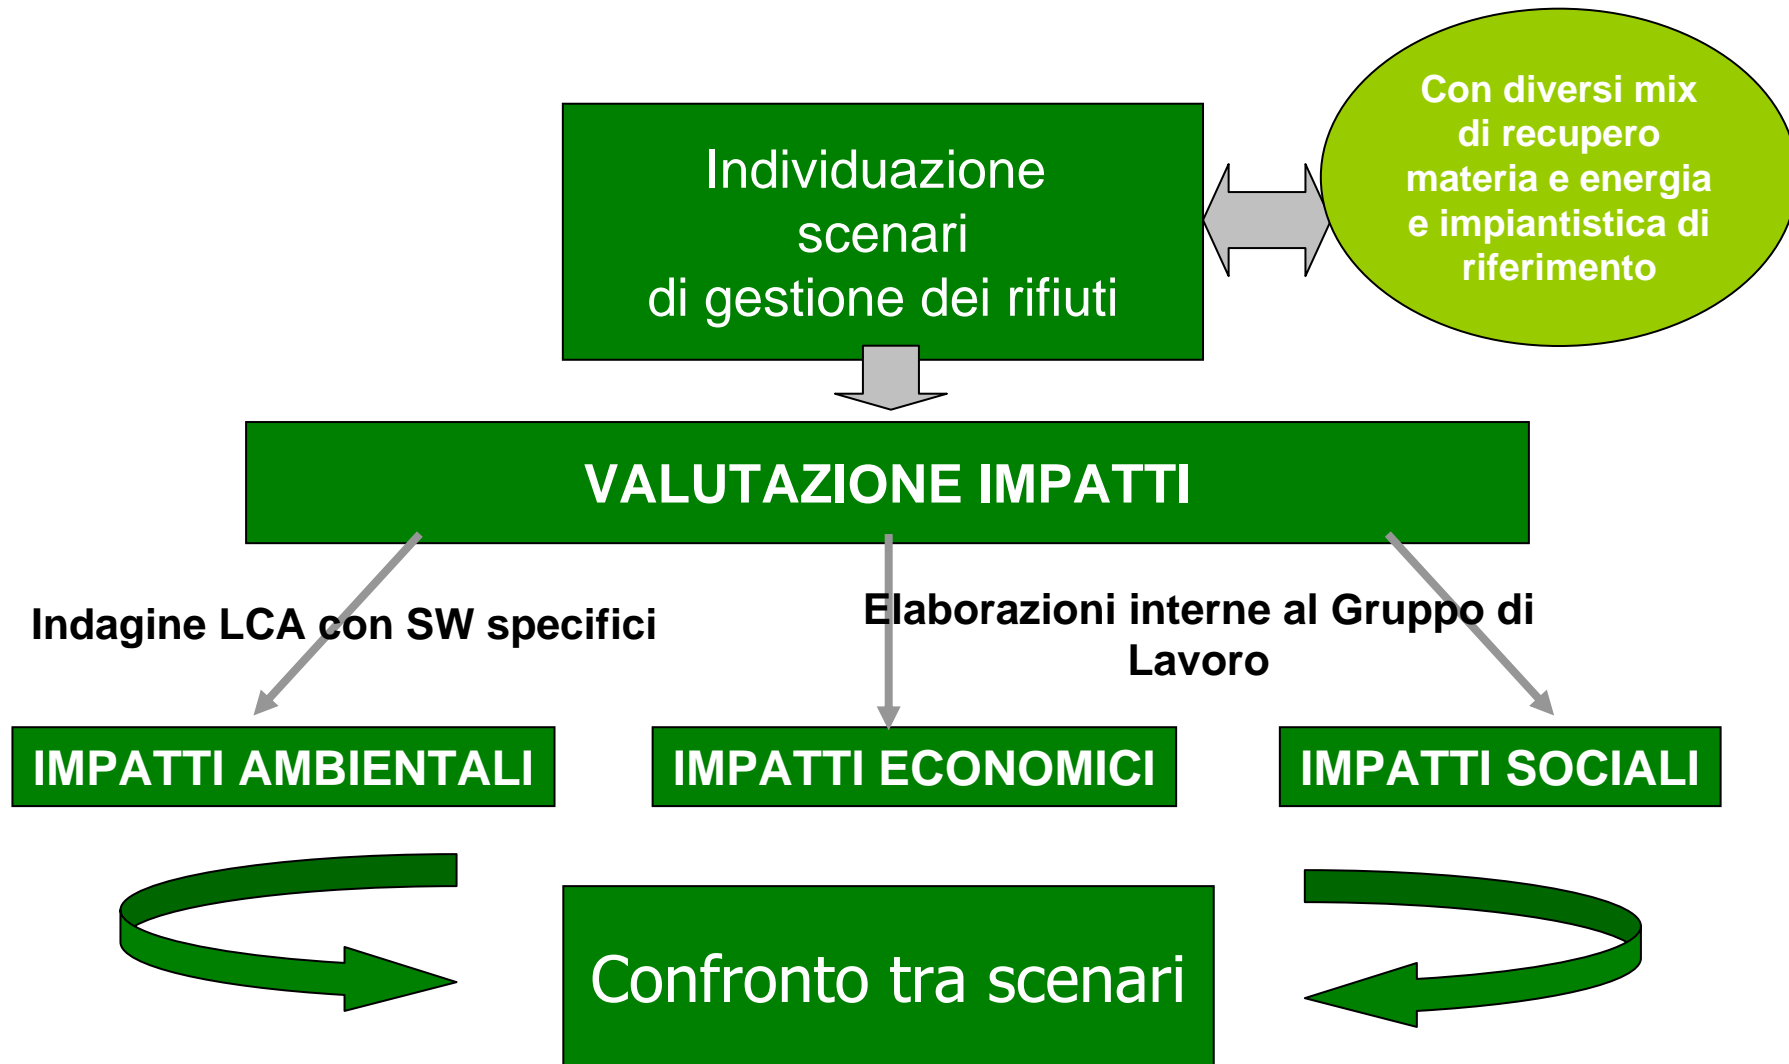 Con diversi mix
di recupero
materia e energia
e impiantistica di
riferimento
Individuazione
scenari
di gestione dei rifiuti
VALUTAZIONE IMPATTI
Indagine LCA con SW specifici
Elaborazioni interne al Gruppo di
Lavoro
IMPATTI AMBIENTALI
IMPATTI ECONOMICI
IMPATTI SOCIALI
Confronto tra scenari